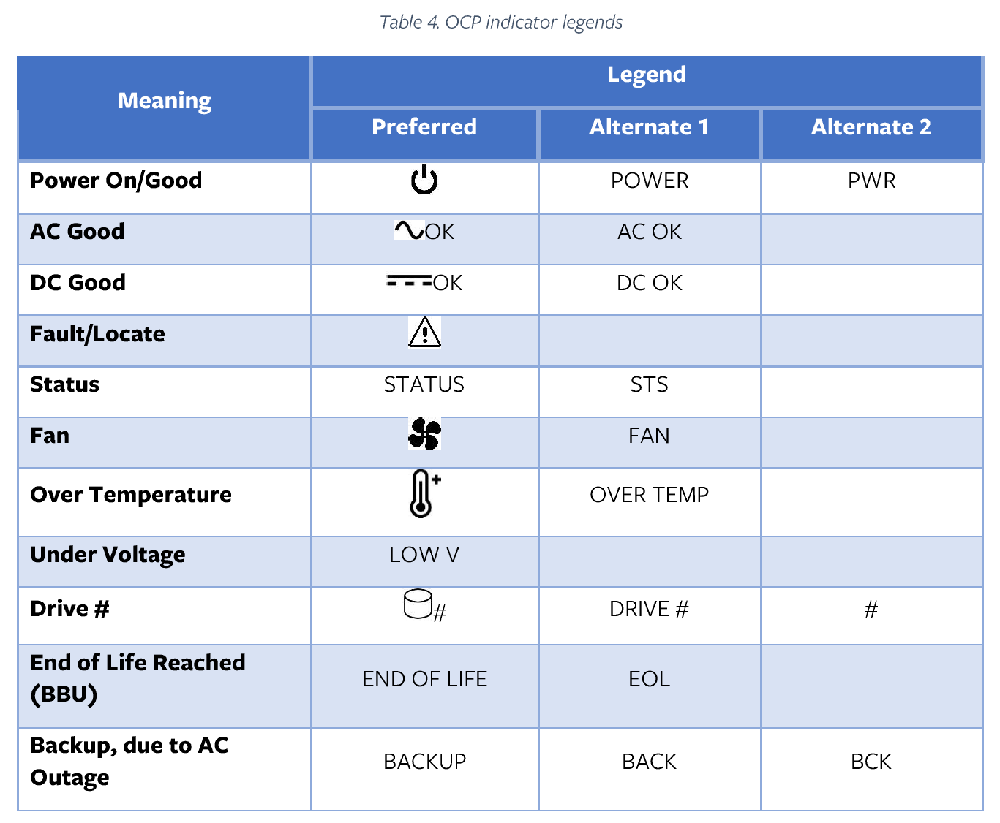 Table 4. OCP indicator legends
Meaning
Legend
Preferred
Alternate 1
Alternate 2
Power On/Good
POWER
PWR
AC Good
OK
AC OK
DC Good
OK
DC OK
Fault/Locate
Status
STATUS
STS
Fan
FAN
Over Temperature
+
OVER TEMP
Under Voltage
LOW V
Drive #
#
DRIVE #
#
End of Life Reached
(BBU)
END OF LIFE
EOL
Backup, due to AC
Outage
BACKUP
BACK
BCK